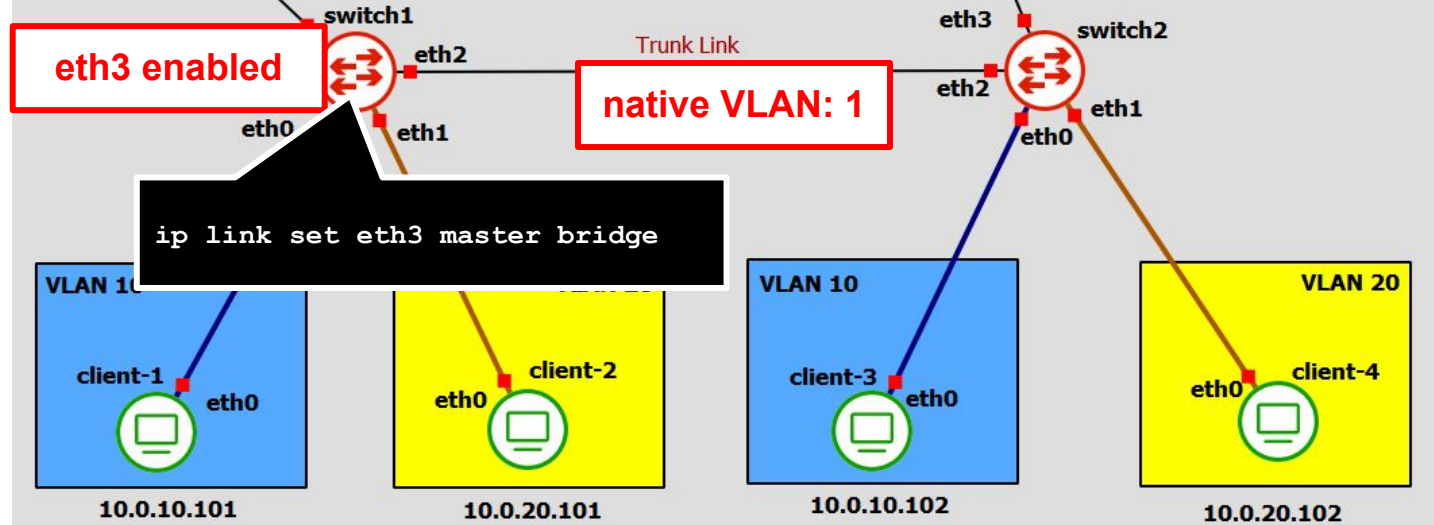 switch1
eth3
switch2
eth2
Trunk Link
eth3 enabled
native VLAN: 1
eth2
eth0
eth1
eth1
eth0
ip link set eth3 master bridge
VLAN 10
VLAN 10
VLAN 20
client-1
eth0
client-2
eth0
client-3
eth0
client-4
eth0
10.0.10.101
10.0.20.101
10.0.10.102
10.0.20.102